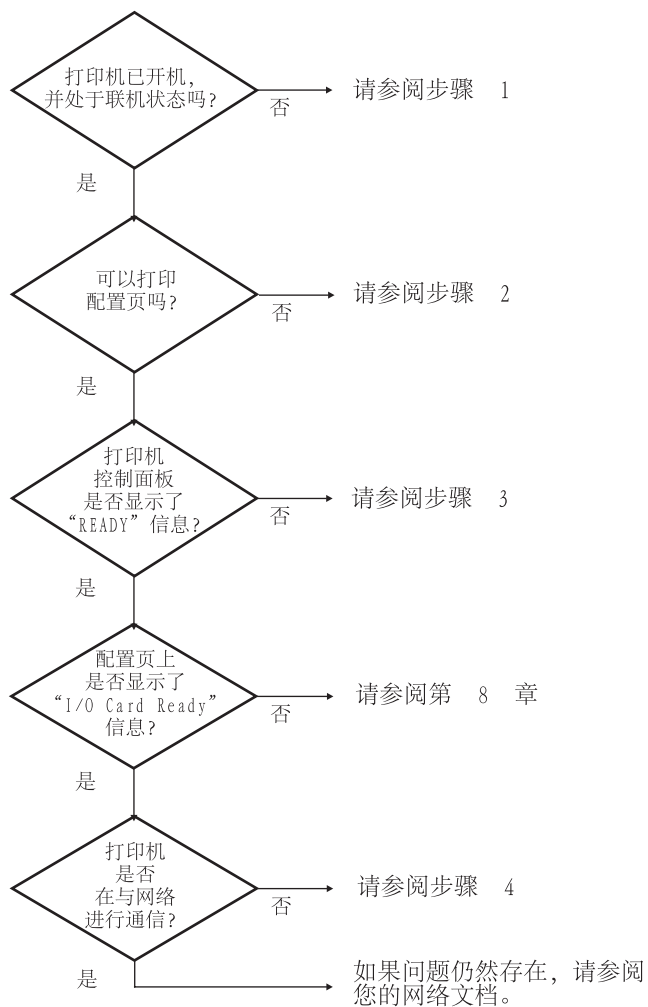 打印机已开机，
并处于联机状态吗？
否
请参阅步骤 1
是
可以打印
配置页吗？
否
请参阅步骤 2
是
打印机
控制面板
是否显示了
“READY”信息？
否
请参阅步骤 3
是
配置页上
是否显示了
“I/O Card Ready”
信息？
否
请参阅第 8 章
是
打印机
是否
在与网络
进行通信？
否
请参阅步骤 4
是
如果问题仍然存在，请参阅
您的网络文档。